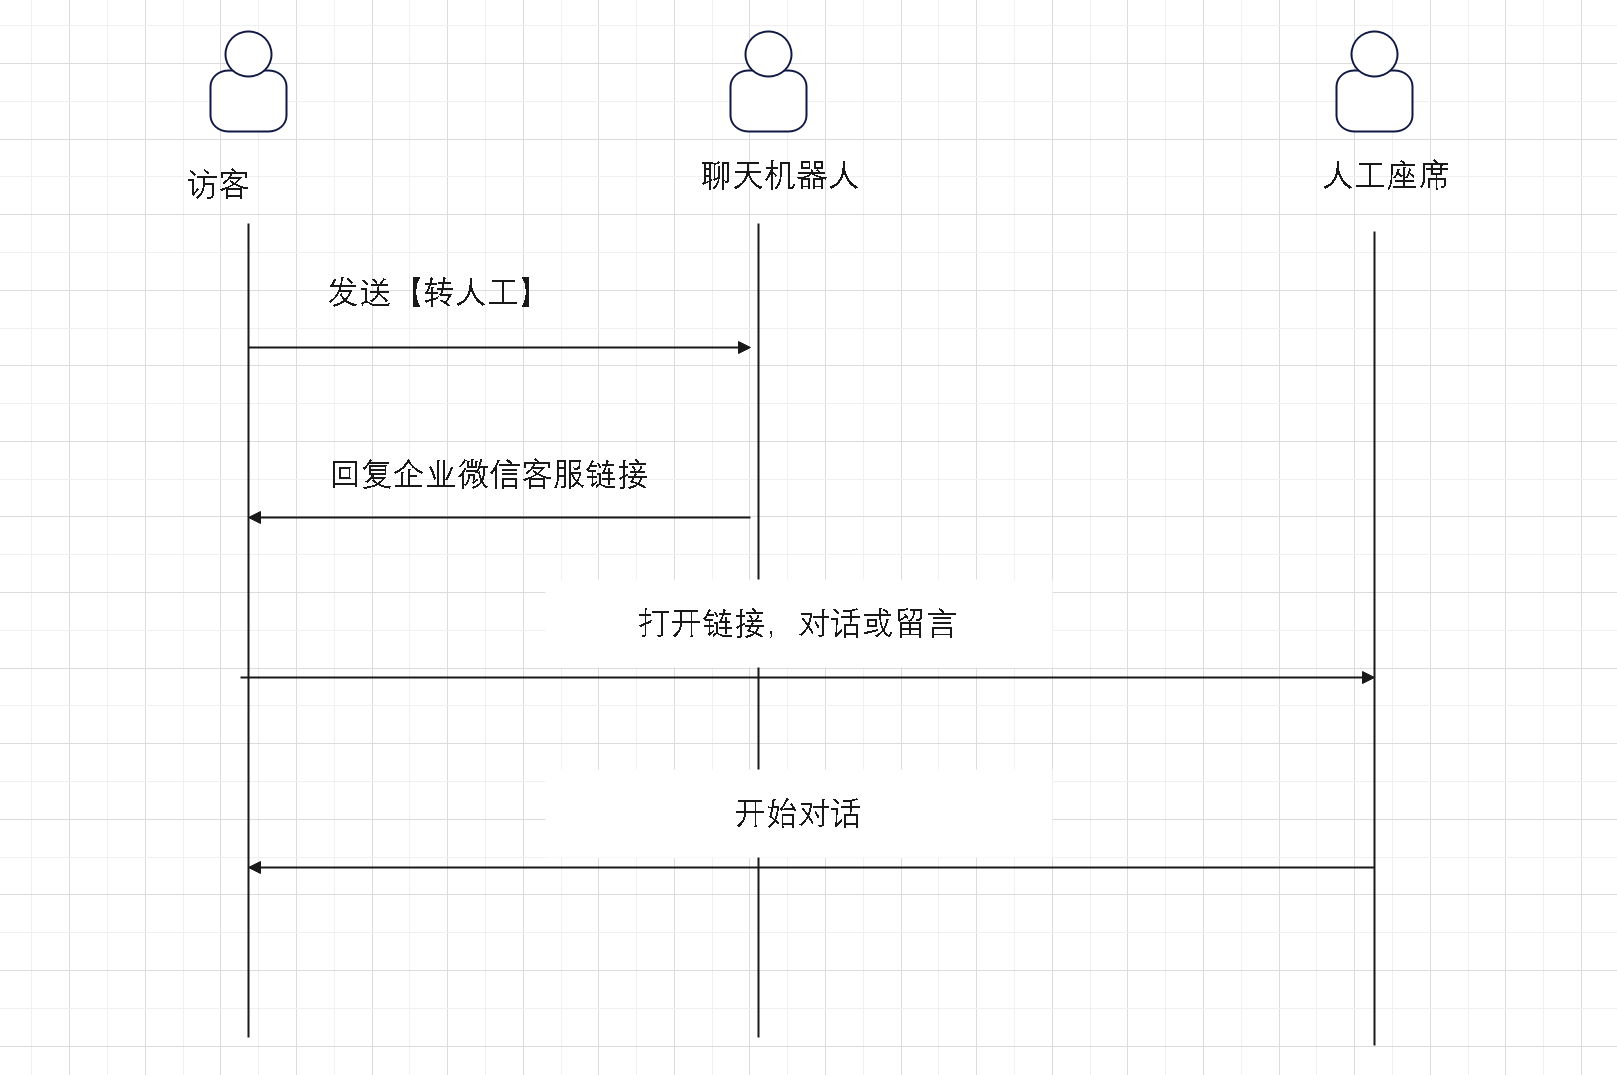 访客
聊天机器人
人工座席
发送【转人工】
回复企业微信客服链接
打开链接，对话或留言
开始对话